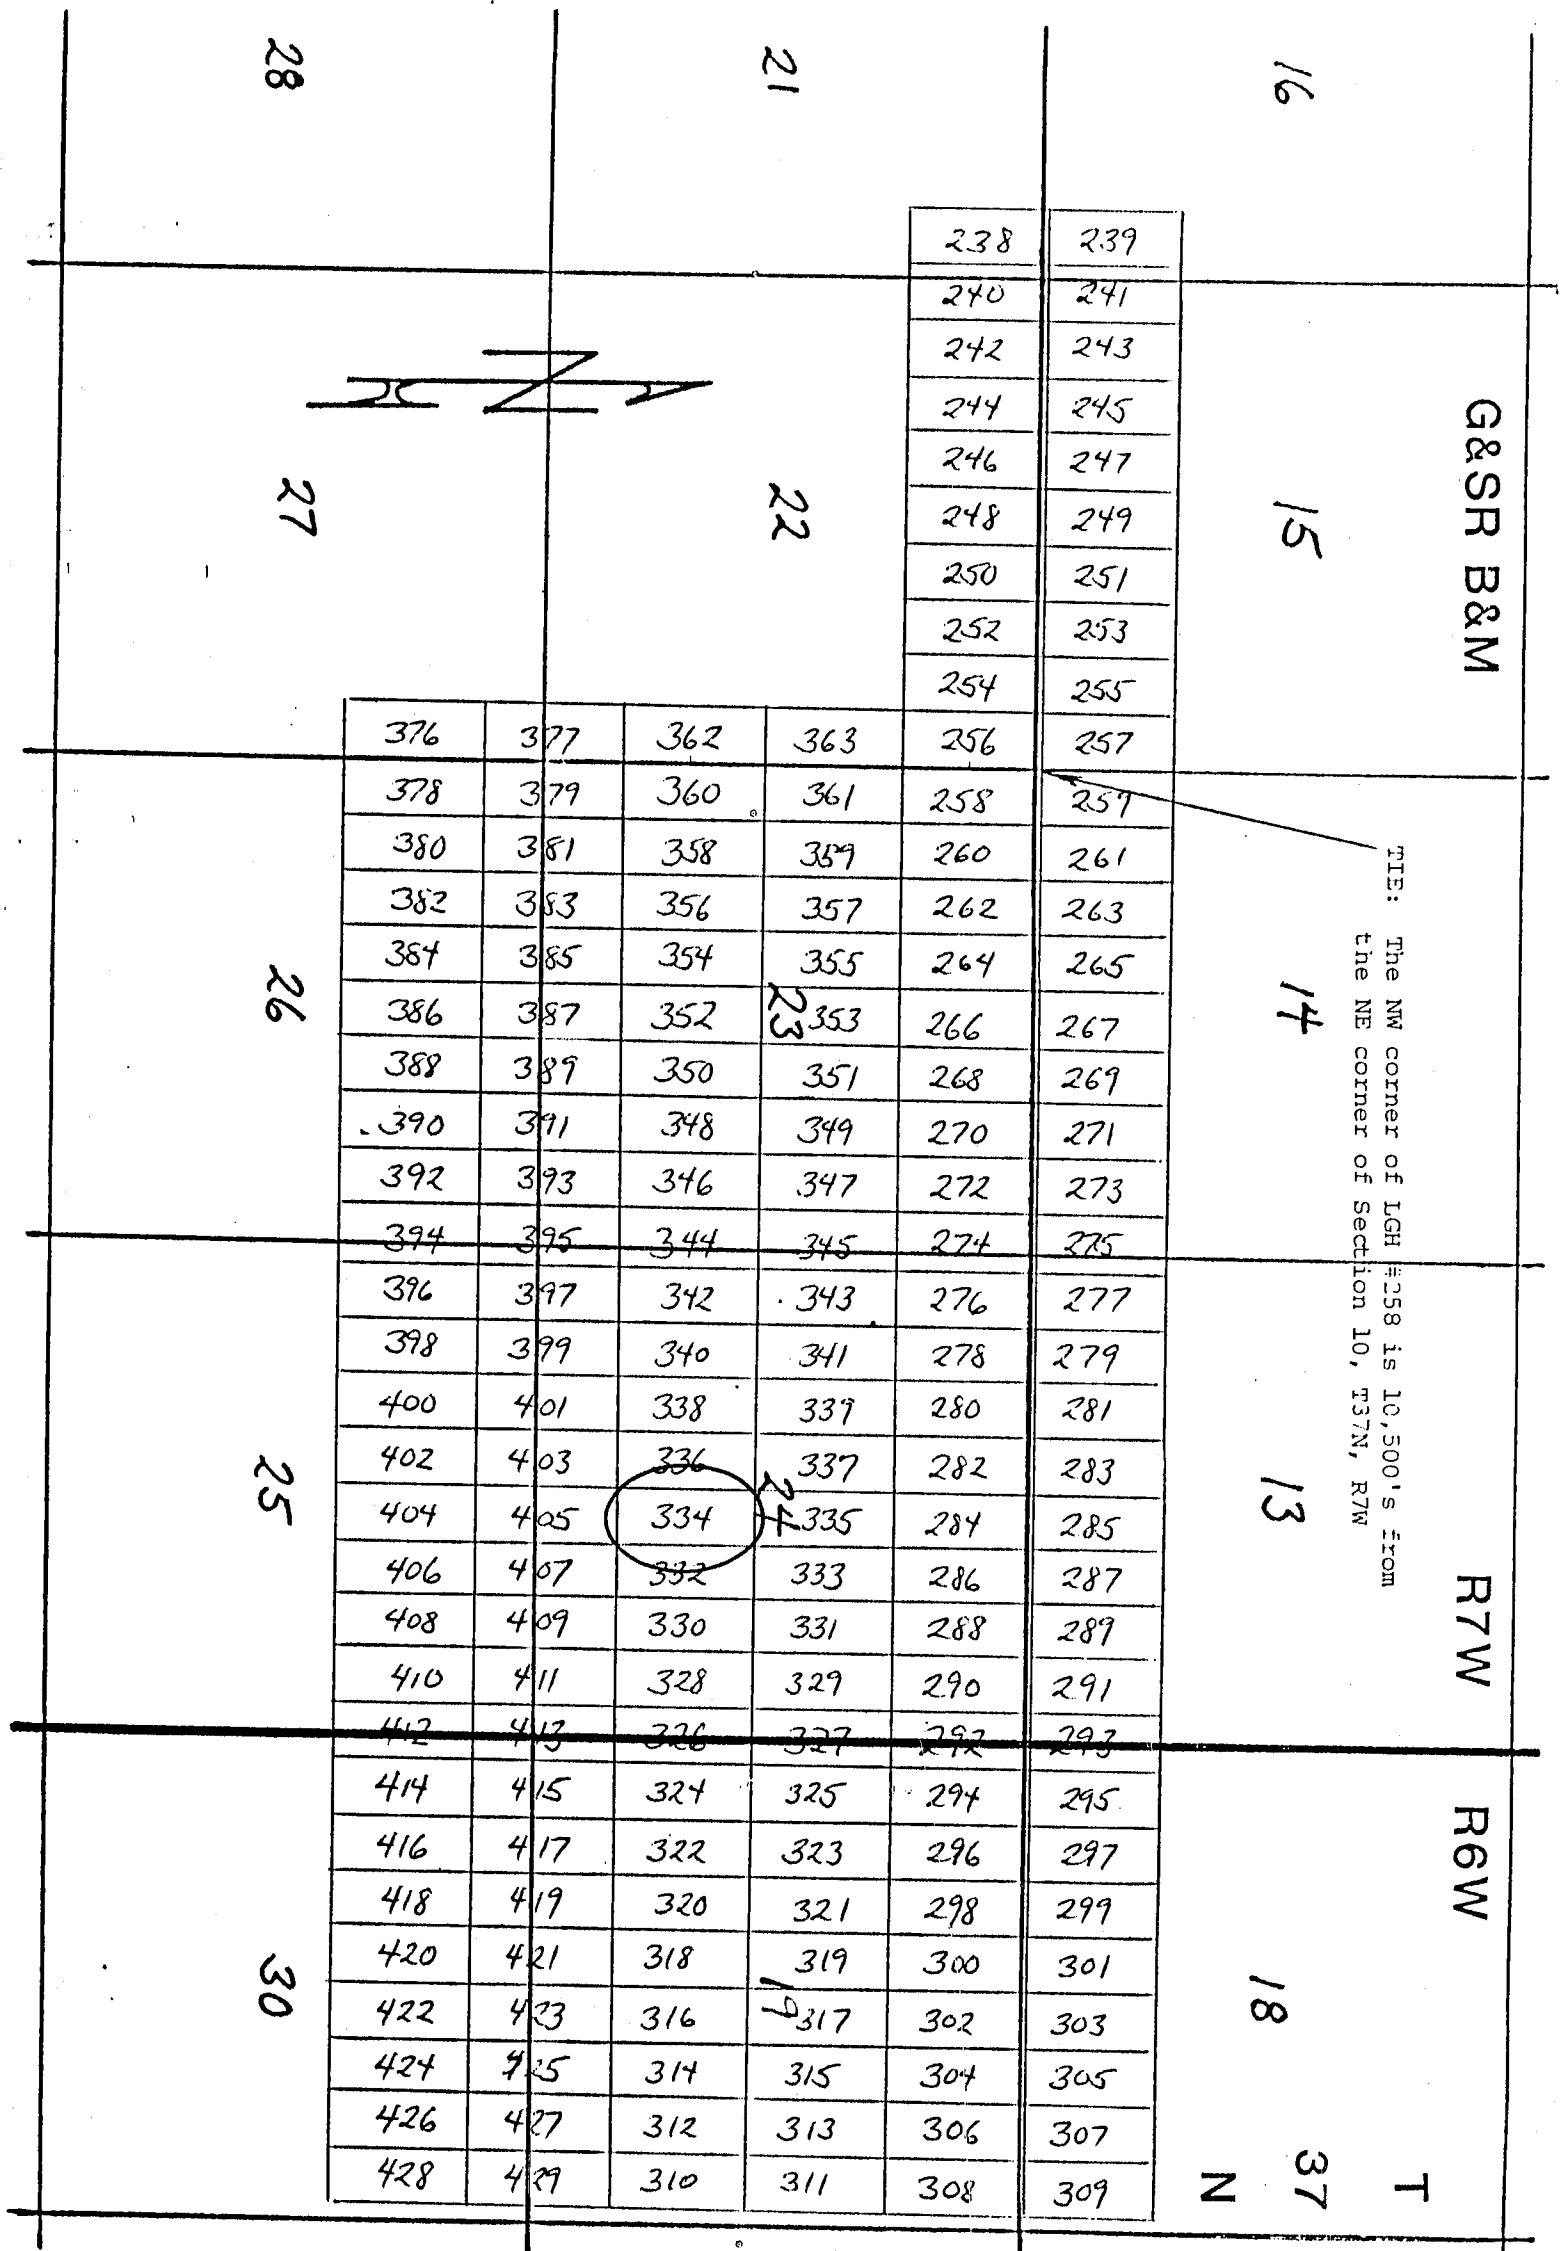 G&SR B&M
R7W
R6W
T
37
N
TIE: The NW corner of LGH #258 is 10,500's from
the NE corner of Section 10, T37N, R7W
16
15
14
13
18
21
22
23
24
19
28
27
26
25
30
238 239
240 241
242 243
244 245
246 247
248 249
250 251
252 253
254 255
376 377 362 363 256 257
378 379 360 361 258 259
380 381 358 359 260 261
382 383 356 357 262 263
384 385 354 355 264 265
386 387 352 353 266 267
388 389 350 351 268 269
390 391 348 349 270 271
392 393 346 347 272 273
394 395 344 345 274 275
396 397 342 343 276 277
398 399 340 341 278 279
400 401 338 339 280 281
402 403 336 337 282 283
404 405 334 335 284 285
406 407 332 333 286 287
408 409 330 331 288 289
410 411 328 329 290 291
412 413 326 327 292 293
414 415 324 325 294 295
416 417 322 323 296 297
418 419 320 321 298 299
420 421 318 319 300 301
422 423 316 317 302 303
424 425 314 315 304 305
426 427 312 313 306 307
428 429 310 311 308 309
N